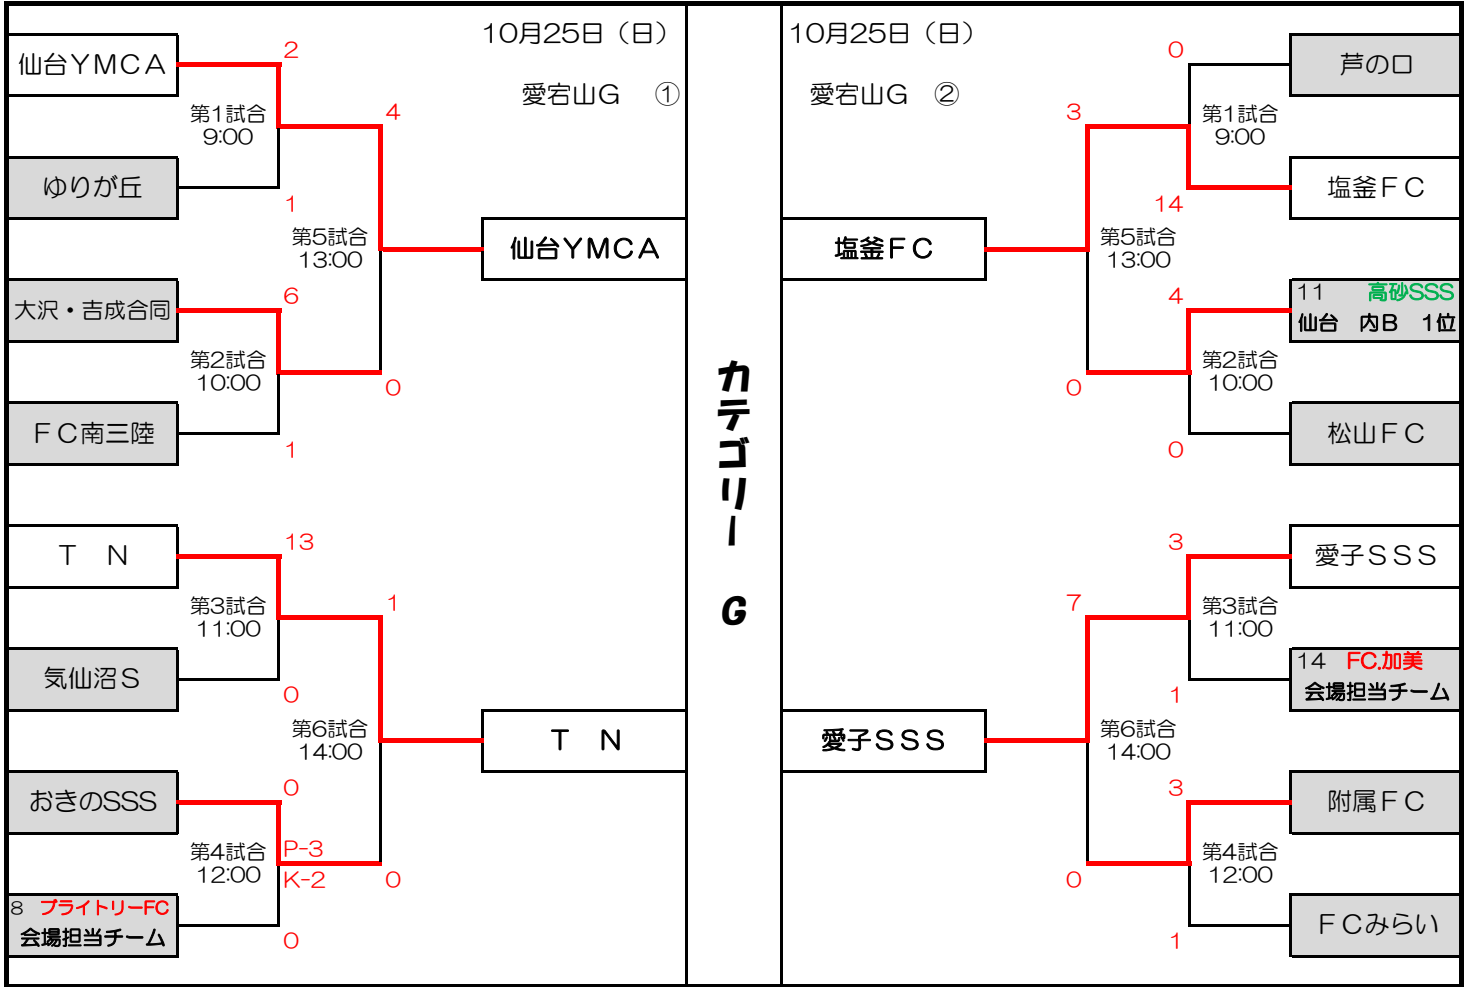 10月25日（日）
愛宕山G ①
仙台ＹＭＣＡ
2
第1試合
9:00
4
ゆりが丘
1
第5試合
13:00
仙台ＹＭＣＡ
大沢・吉成合同
6
第2試合
10:00
0
ＦＣ南三陸
1
Ｔ　Ｎ
13
第3試合
11:00
1
気仙沼Ｓ
0
第6試合
14:00
Ｔ　Ｎ
おきのSSS
0
第4試合
12:00
P-3
K-2
0
8 ブライトリーFC
会場担当チーム
0
カテゴリー　G
10月25日（日）
愛宕山G ②
0
芦の口
3
第1試合
9:00
14
塩釜ＦＣ
塩釜ＦＣ
第5試合
13:00
4
11 高砂SSS
仙台　内B　1位
0
第2試合
10:00
0
松山ＦＣ
3
愛子ＳＳＳ
7
第3試合
11:00
1
14 FC.加美
会場担当チーム
愛子ＳＳＳ
第6試合
14:00
3
附属ＦＣ
0
第4試合
12:00
1
ＦＣみらい